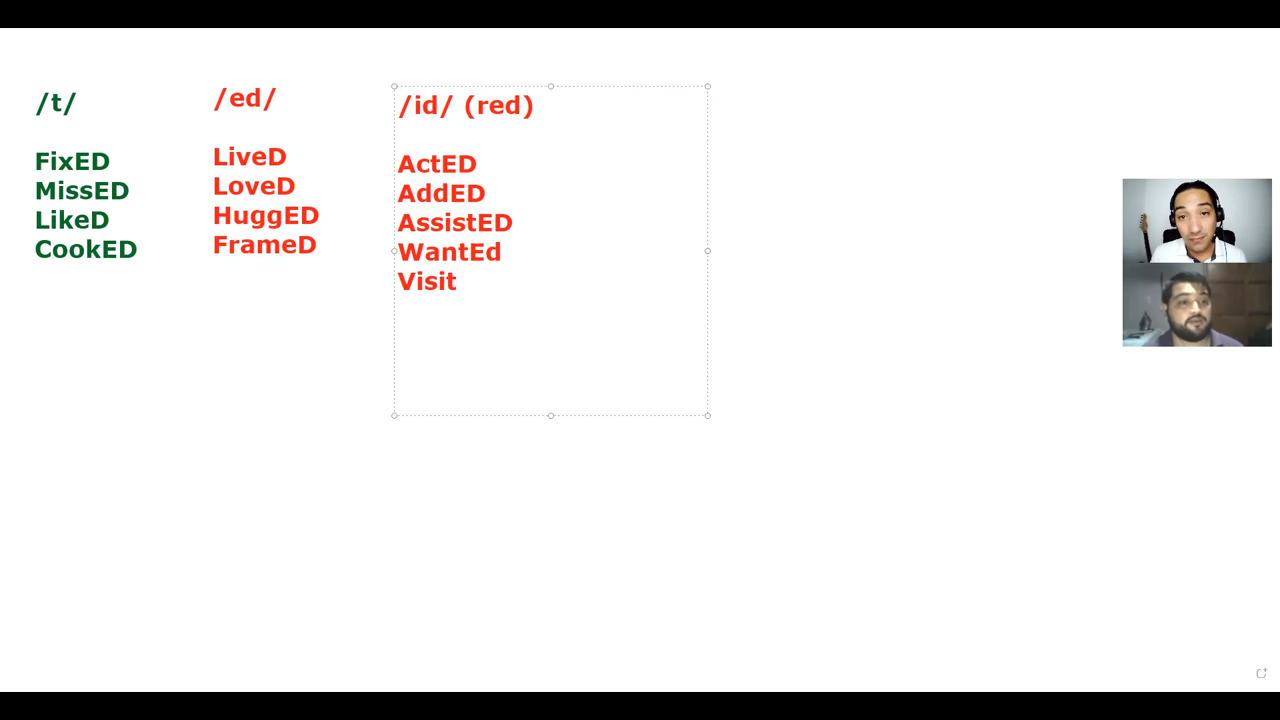 /t/
FixED
MissED
LikeD
CookED
/ed/
LiveD
LoveD
HuggED
FrameD
/id/ (red)
ActED
AddED
AssistED
WantEd
Visit